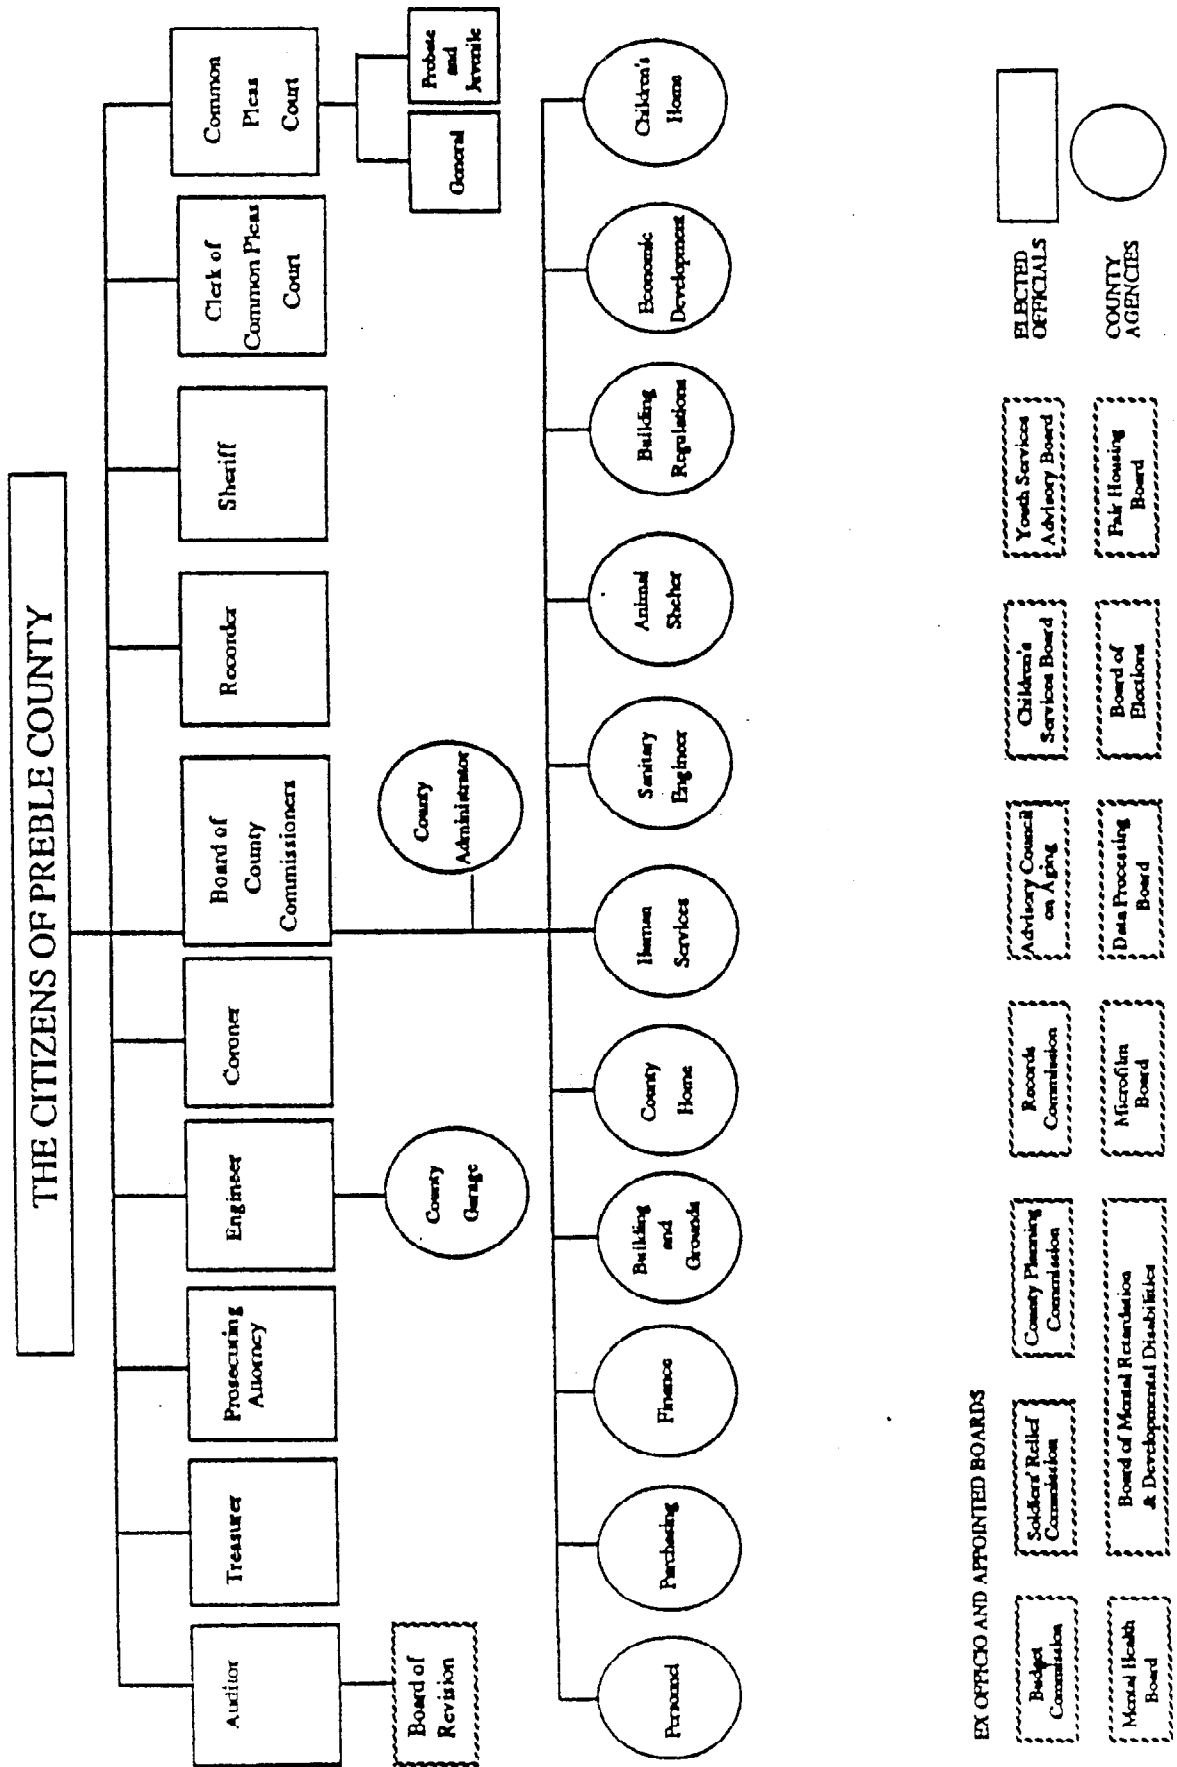 THE CITIZENS OF PREBLE COUNTY
Auditor
Treasurer
Prosecuting
Attorney
Engineer
Coroner
Board of
County
Commissioners
Recorder
Sheriff
Clerk of
Common Pleas
Court
Common
Pleas
Court
Board of
Revision
County
Garage
County
Administrator
General
Probate
and
Juvenile
Personnel
Purchasing
Finance
Building
and
Grounds
County
Home
Human
Services
Sanitary
Engineer
Animal
Shelter
Building
Regulations
Economic
Development
Children's
Home
EX OFFICIO AND APPOINTED BOARDS
Budget
Commission
Soldiers' Relief
Commission
County Planning
Commission
Records
Commission
Advisory Council
on Aging
Children's
Services Board
Youth Services
Advisory Board
ELECTED
OFFICIALS
Mental Health
Board
Board of Mental Retardation
& Developmental Disabilities
Microfilm
Board
Data Processing
Board
Board of
Elections
Fair Housing
Board
COUNTY
AGENCIES